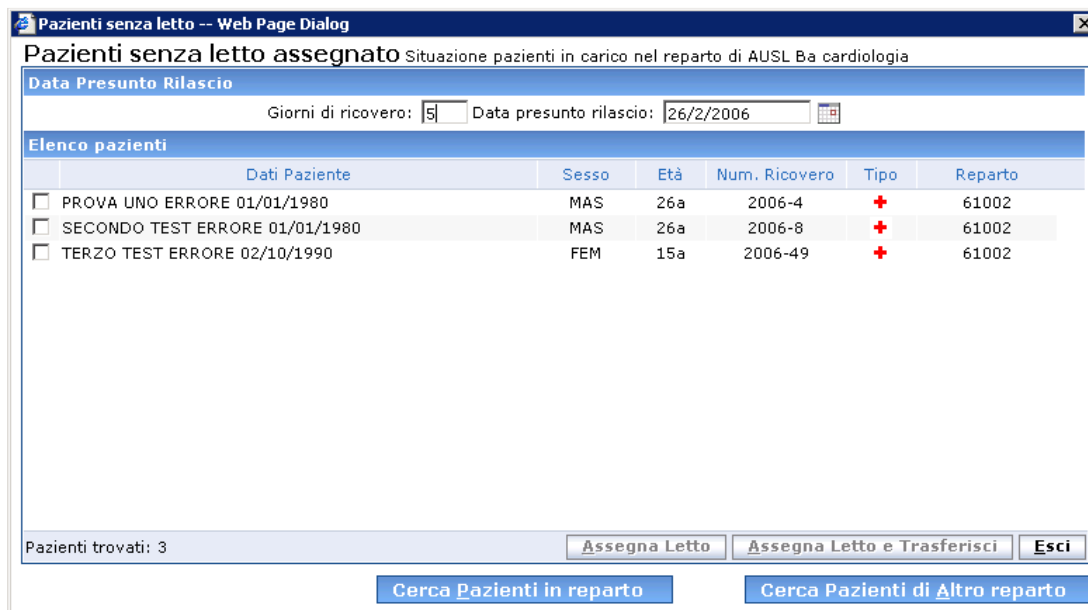 Pazienti senza letto -- Web Page Dialog
Pazienti senza letto assegnato Situazione pazienti in carico nel reparto di AUSL Ba cardiologia
Data Presunto Rilascio
Giorni di ricovero: 5 Data presunto rilascio: 26/2/2006
Elenco pazienti
Dati Paziente Sesso Età Num. Ricovero Tipo Reparto
PROVA UNO ERRORE 01/01/1980 MAS 26a 2006-4 61002
SECONDO TEST ERRORE 01/01/1980 MAS 26a 2006-8 61002
TERZO TEST ERRORE 02/10/1990 FEM 15a 2006-49 61002
Pazienti trovati: 3 Assegna Letto Assegna Letto e Trasferisci Esci
Cerca Pazienti in reparto Cerca Pazienti di Altro reparto